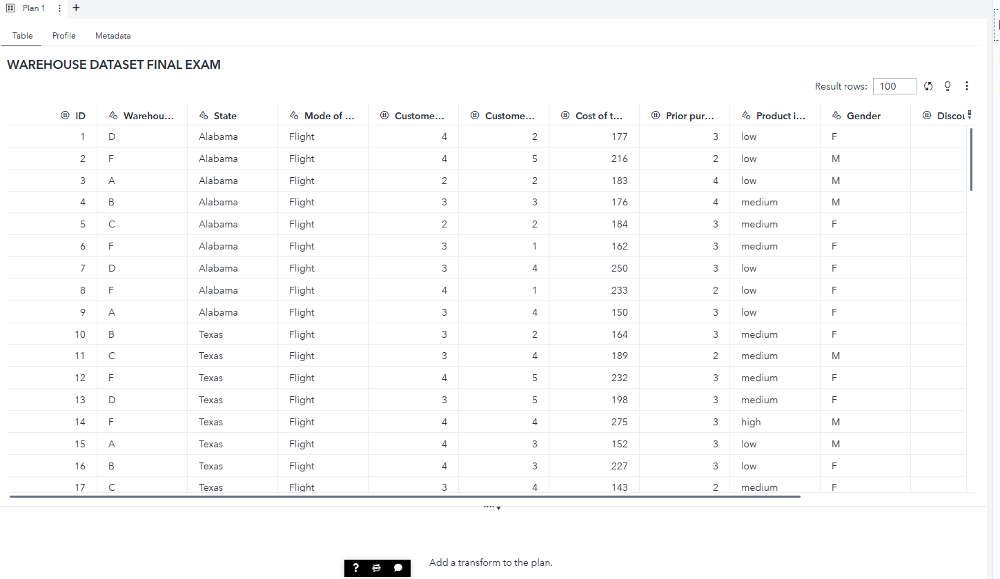 Plan 1
Table Profile Metadata
WAREHOUSE DATASET FINAL EXAM
Result rows: 100
ID Warehou... State Mode of ... Custome... Custome... Cost of t... Prior pur... Product i... Gender Discou
1 D Alabama Flight 4 2 177 3 low F
2 F Alabama Flight 4 5 216 2 low M
3 A Alabama Flight 2 2 183 4 low M
4 B Alabama Flight 3 3 176 4 medium M
5 C Alabama Flight 2 2 184 3 medium F
6 F Alabama Flight 3 1 162 3 medium F
7 D Alabama Flight 3 4 250 3 low F
8 F Alabama Flight 4 1 233 2 low F
9 A Alabama Flight 3 4 150 3 low F
10 B Texas Flight 3 2 164 3 medium F
11 C Texas Flight 3 4 189 2 medium M
12 F Texas Flight 4 5 232 3 medium F
13 D Texas Flight 3 5 198 3 medium F
14 F Texas Flight 4 4 275 3 high M
15 A Texas Flight 4 3 152 3 low M
16 B Texas Flight 4 3 227 3 low F
17 C Texas Flight 3 4 143 2 medium F
Add a transform to the plan.